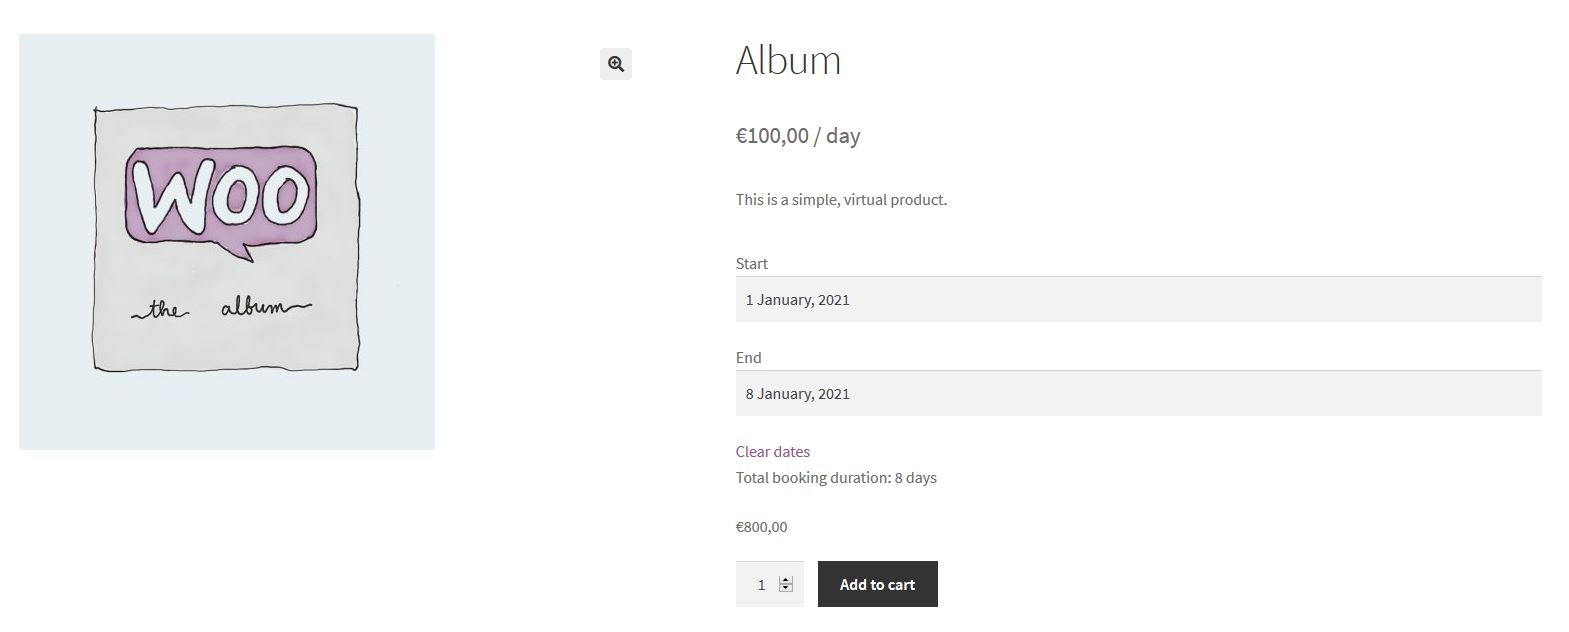 WOO
the album
Album
€100,00 / day
This is a simple, virtual product.
Start
1 January, 2021
End
8 January, 2021
Clear dates
Total booking duration: 8 days
€800,00
1
Add to cart